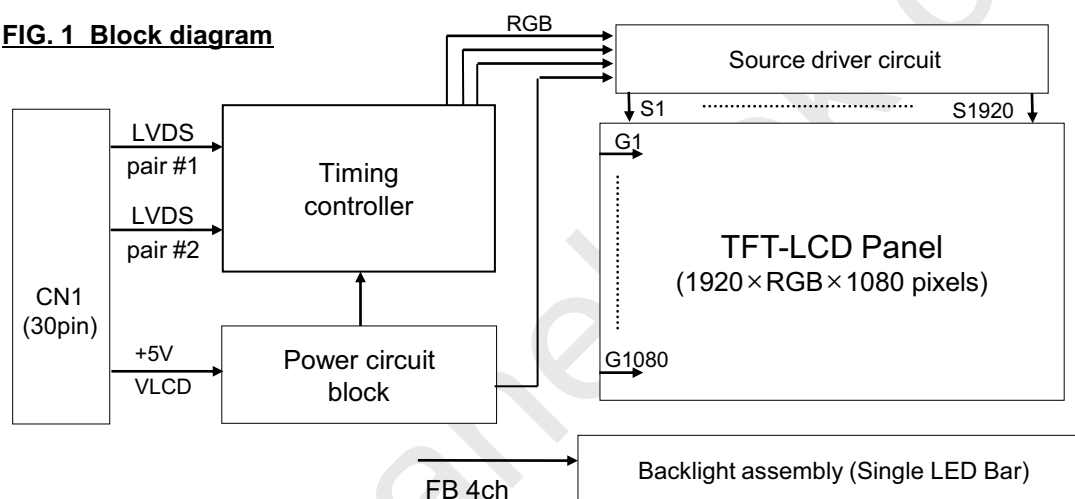 FIG. 1 Block diagram
RGB
Source driver circuit
S1
S1920
CN1
(30pin)
LVDS
pair #1
LVDS
pair #2
+5V
VLCD
Timing
controller
Power circuit
block
G1
G1080
TFT-LCD Panel
(1920×RGB×1080 pixels)
FB 4ch
Backlight assembly (Single LED Bar)